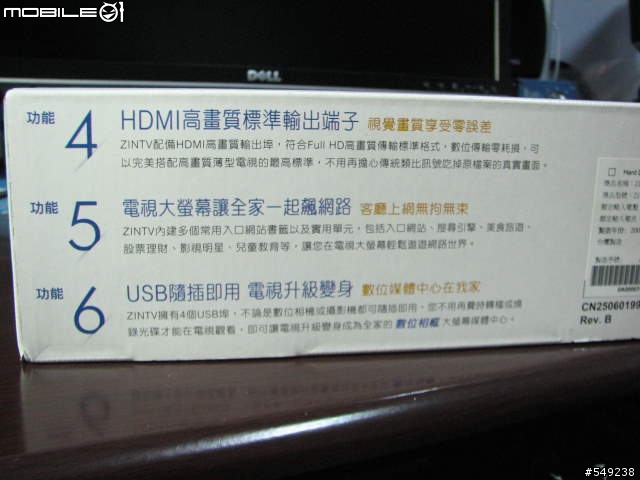 MOBILE01
DELL
功能 4 HDMI高畫質標準輸出端子 視覺畫質享受零誤差
ZINTV配備HDMI高畫質輸出埠，符合Full HD高畫質傳輸標準格式，數位傳輸零耗損，可
以完美搭配高畫質薄型電視的最高標準，不用再擔心傳統類比訊號吃掉原檔案的真實畫面。
功能 5 電視大螢幕讓全家一起飆網路 客廳上網無拘無束
ZINTV內建多個常用入口網站書籤以及實用單元，包括入口網站、搜尋引擎、美食旅遊、
股票理財、影視明星、兒童教育等，讓您在電視大螢幕輕鬆遨遊網路世界。
功能 6 USB隨插即用 電視升級變身 數位媒體中心在我家
ZINTV擁有4個USB埠，不論是數位相機或攝影機都可隨插即用。您不用再費時轉檔或燒
錄光碟才能在電視觀看，即可讓電視升級變身成為全家的數位相框大螢幕媒體中心。
Hard D
CN25060199
Rev. B
#549238